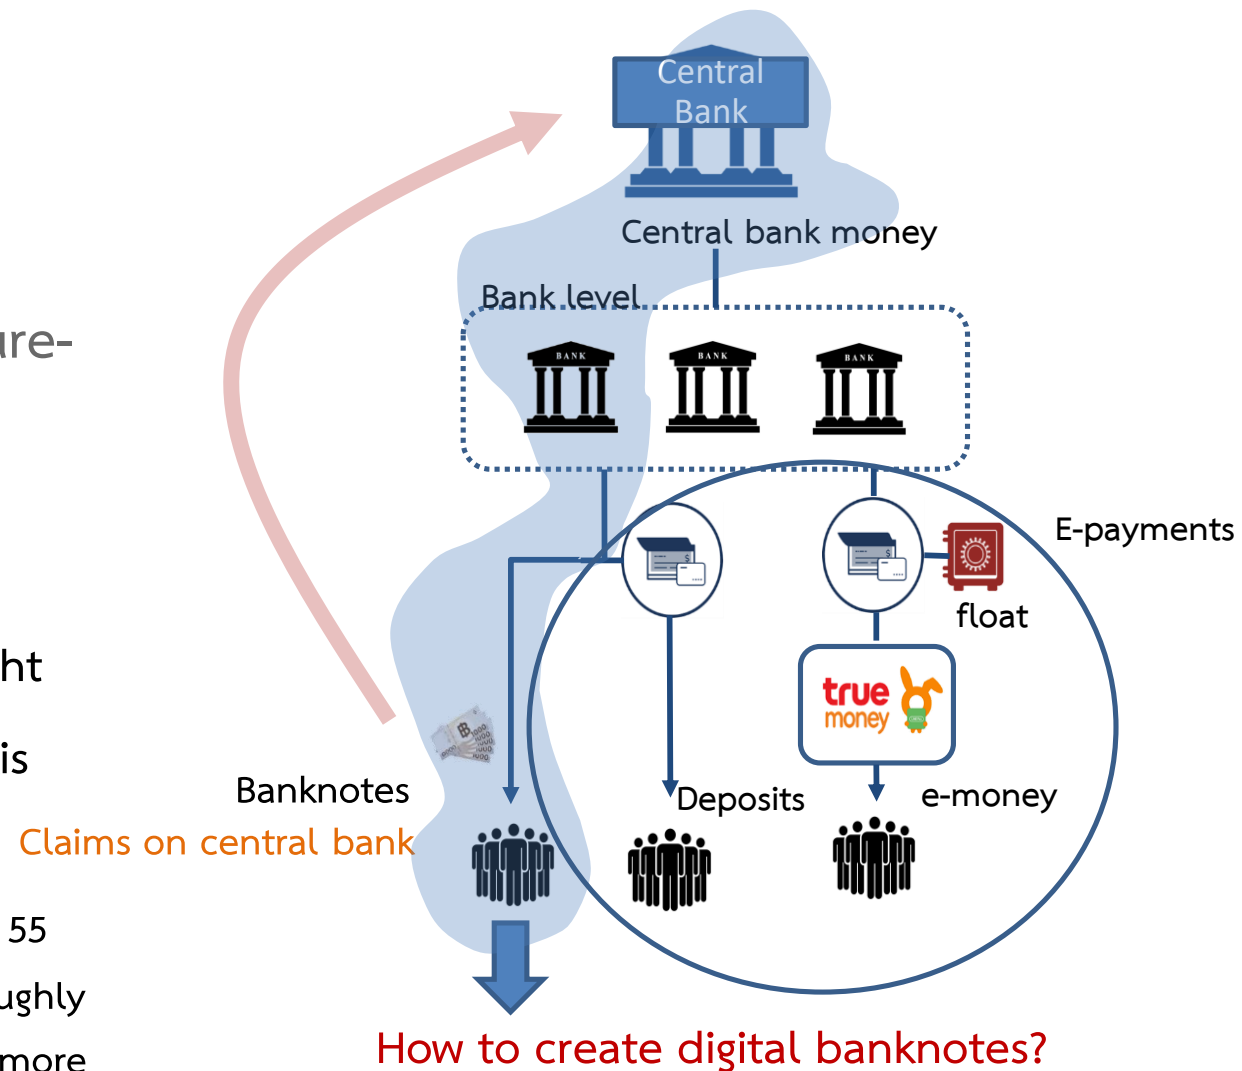 Central
Bank
Central bank money
Bank level
BANK
BANK
BANK
ure-
E-payments
float
ht
true
money
is
Banknotes
Deposits
e-money
Claims on central bank
55
ughly
more
How to create digital banknotes?